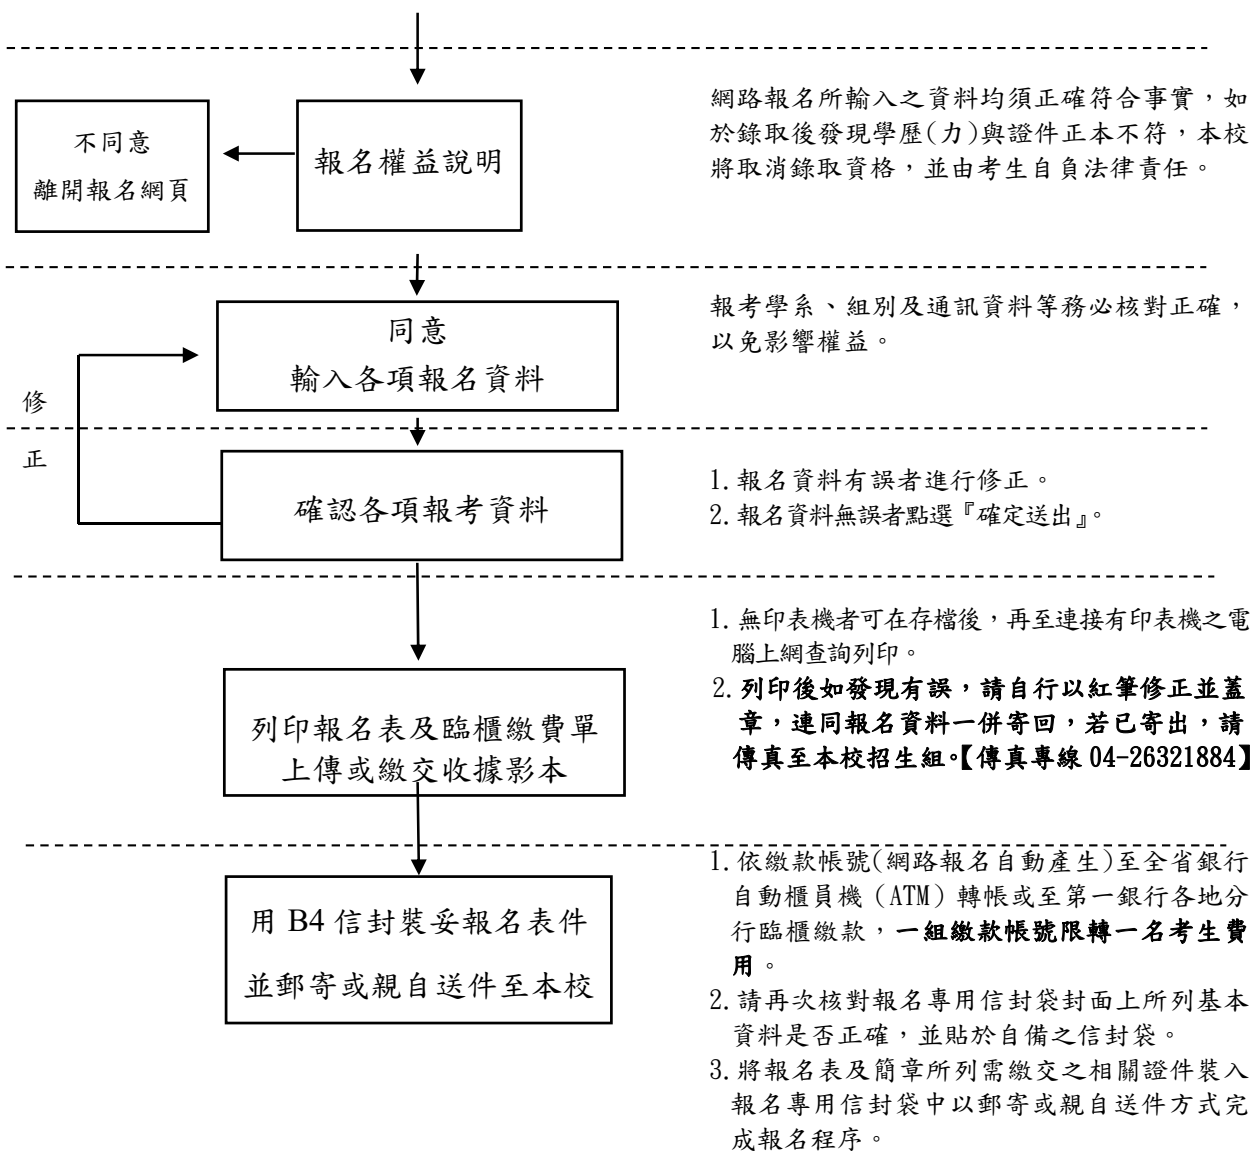 網路報名所輸入之資料均須正確符合事實，如
於錄取後發現學歷(力)與證件正本不符，本校
將取消錄取資格，並由考生自負法律責任。
不同意
離開報名網頁
報名權益說明
報考學系、組別及通訊資料等務必核對正確，
以免影響權益。
同意
輸入各項報名資料
修
正
確認各項報考資料
1.報名資料有誤者進行修正。
2.報名資料無誤者點選『確定送出』。
1.無印表機者可在存檔後，再至連接有印表機之電
腦上網查詢列印。
2.列印後如發現有誤，請自行以紅筆修正並蓋
章，連同報名資料一併寄回，若已寄出，請
傳真至本校招生組。【傳真專線 04-26321884】
列印報名表及臨櫃繳費單
上傳或繳交收據影本
1.依繳款帳號(網路報名自動產生)至全省銀行
自動櫃員機（ATM）轉帳或至第一銀行各地分
行臨櫃繳款，一組繳款帳號限轉一名考生費
用。
2.請再次核對報名專用信封袋封面上所列基本
資料是否正確，並貼於自備之信封袋。
3.將報名表及簡章所列需繳交之相關證件裝入
報名專用信封袋中以郵寄或親自送件方式完
成報名程序。
用 B4 信封裝妥報名表件
並郵寄或親自送件至本校